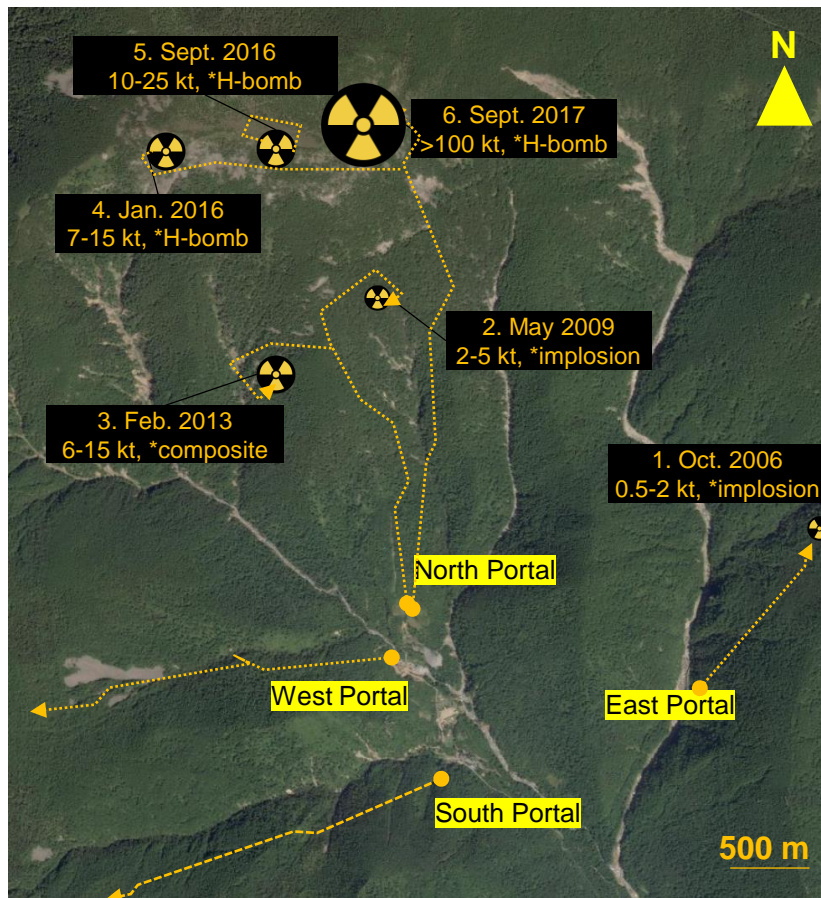 5. Sept. 2016
10-25 kt, *H-bomb
N
6. Sept. 2017
>100 kt, *H-bomb
4. Jan. 2016
7-15 kt, *H-bomb
2. May 2009
2-5 kt, *implosion
3. Feb. 2013
6-15 kt, *composite
1. Oct. 2006
0.5-2 kt, *implosion
North Portal
West Portal
East Portal
South Portal
500 m